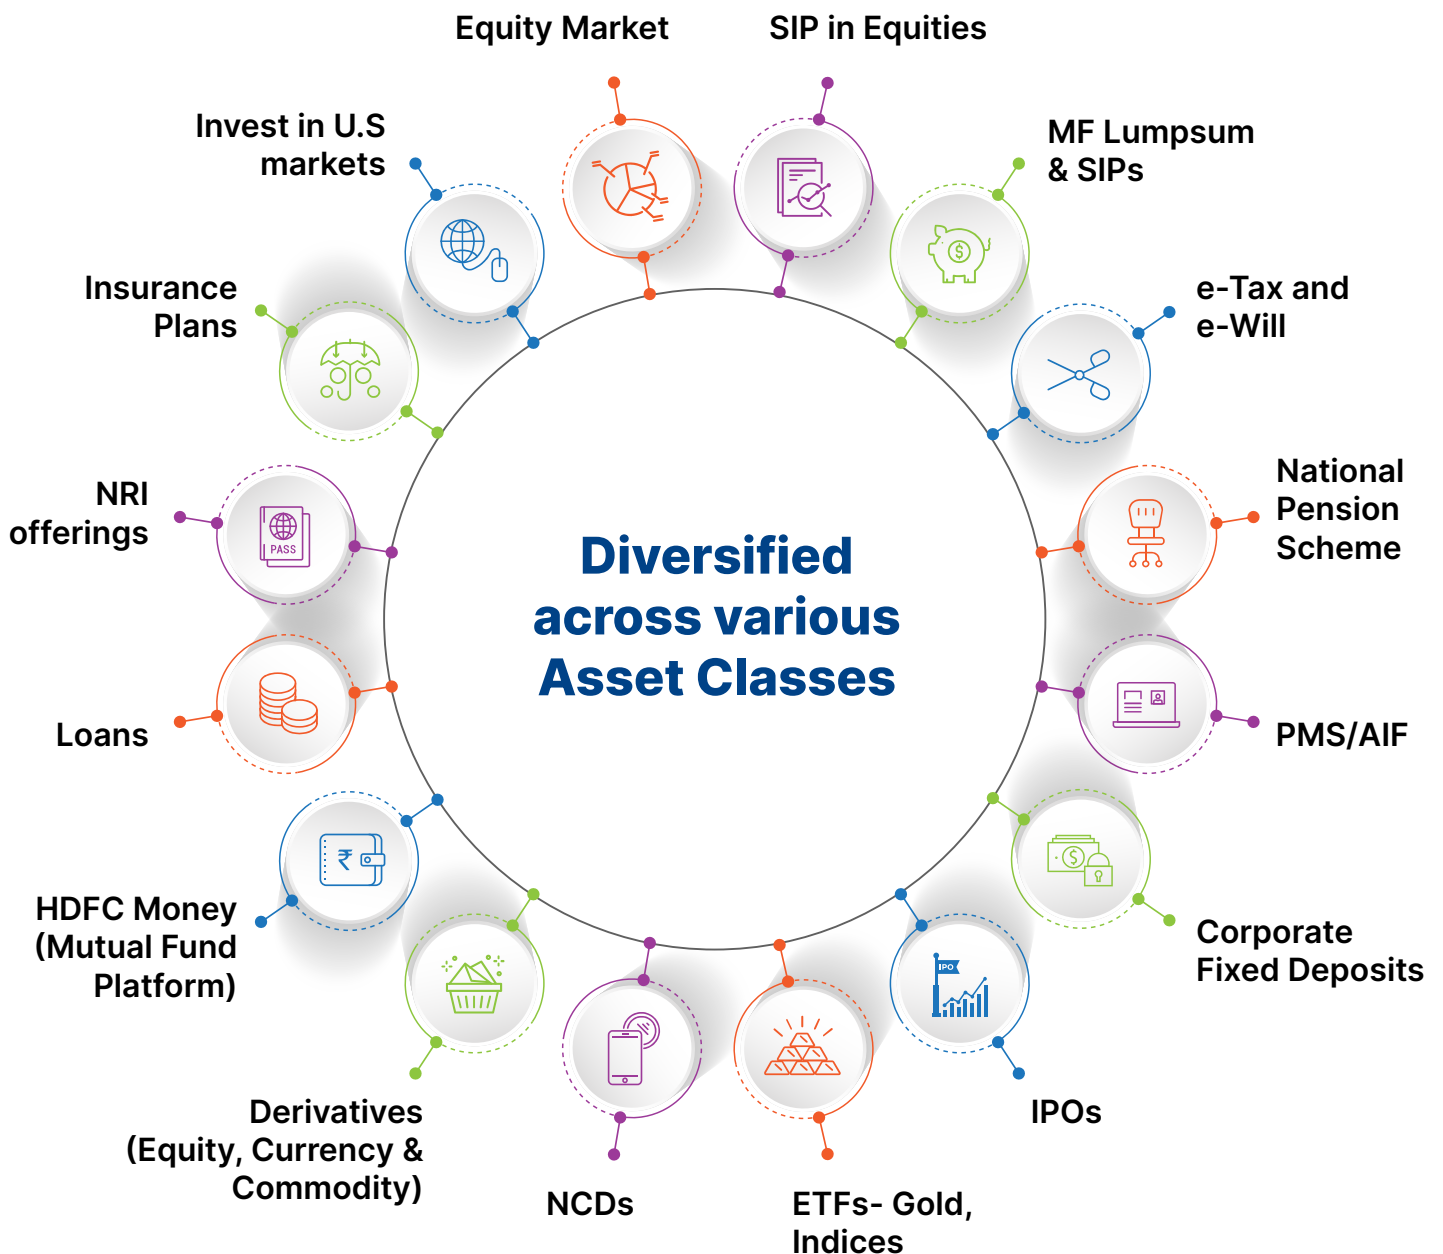 Equity Market
SIP in Equities
Invest in U.S
markets
MF Lumpsum
& SIPs
Insurance
Plans
e-Tax and
e-Will
NRI
offerings
PASS
National
Pension
Scheme
Diversified
across various
Asset Classes
Loans
PMS/AIF
HDFC Money
(Mutual Fund
Platform)
₹
$
$
Corporate
Fixed Deposits
IPO
Derivatives
(Equity, Currency &
Commodity)
IPOs
NCDs
ETFs- Gold,
Indices